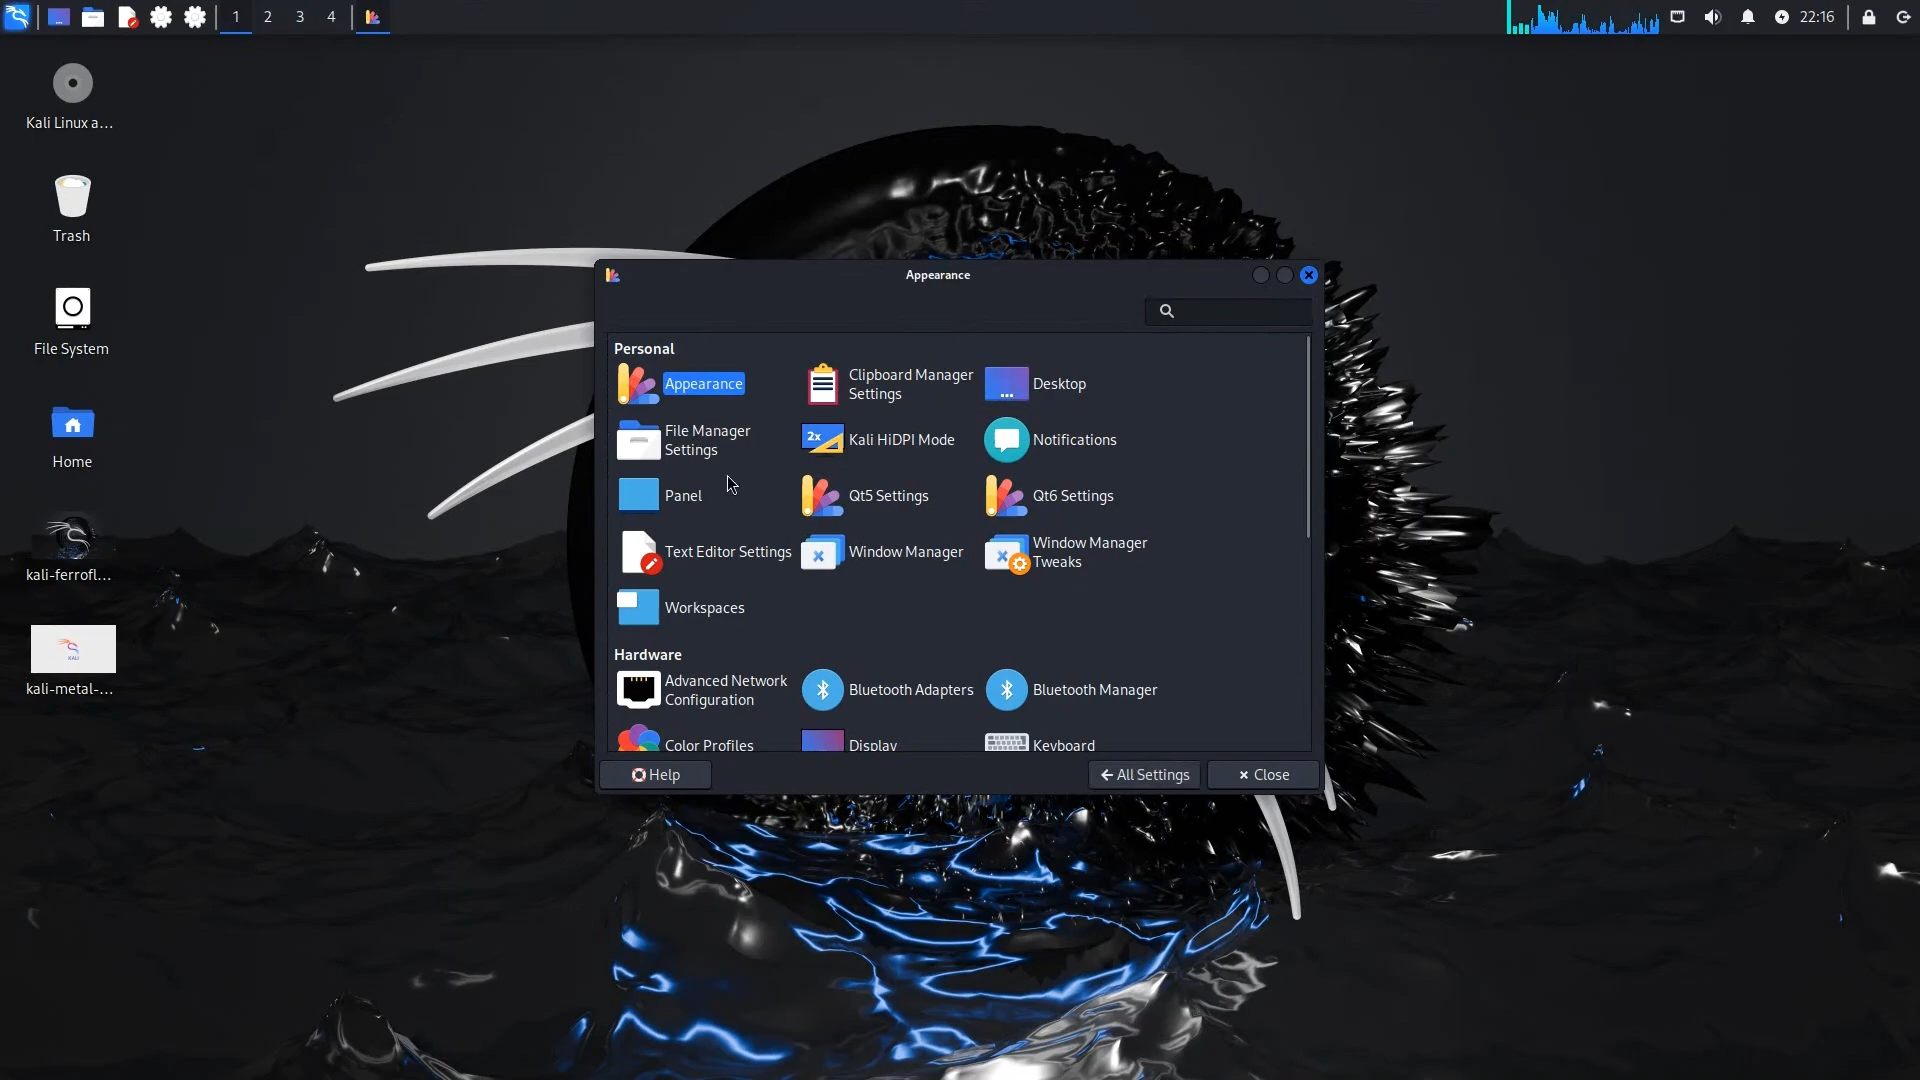 1 2 3 4
22:16
Kali Linux a...
Trash
File System
Home
kali-ferrofl...
KALI
kali-metal-...
Appearance
Personal
Appearance
Clipboard Manager
Settings
Desktop
File Manager
Settings
2x
Kali HiDPI Mode
Notifications
Panel
Qt5 Settings
Qt6 Settings
Text Editor Settings
Window Manager
Window Manager
Tweaks
Workspaces
Hardware
Advanced Network
Configuration
Bluetooth Adapters
Bluetooth Manager
Color Profiles
Display
Keyboard
Help
All Settings
Close